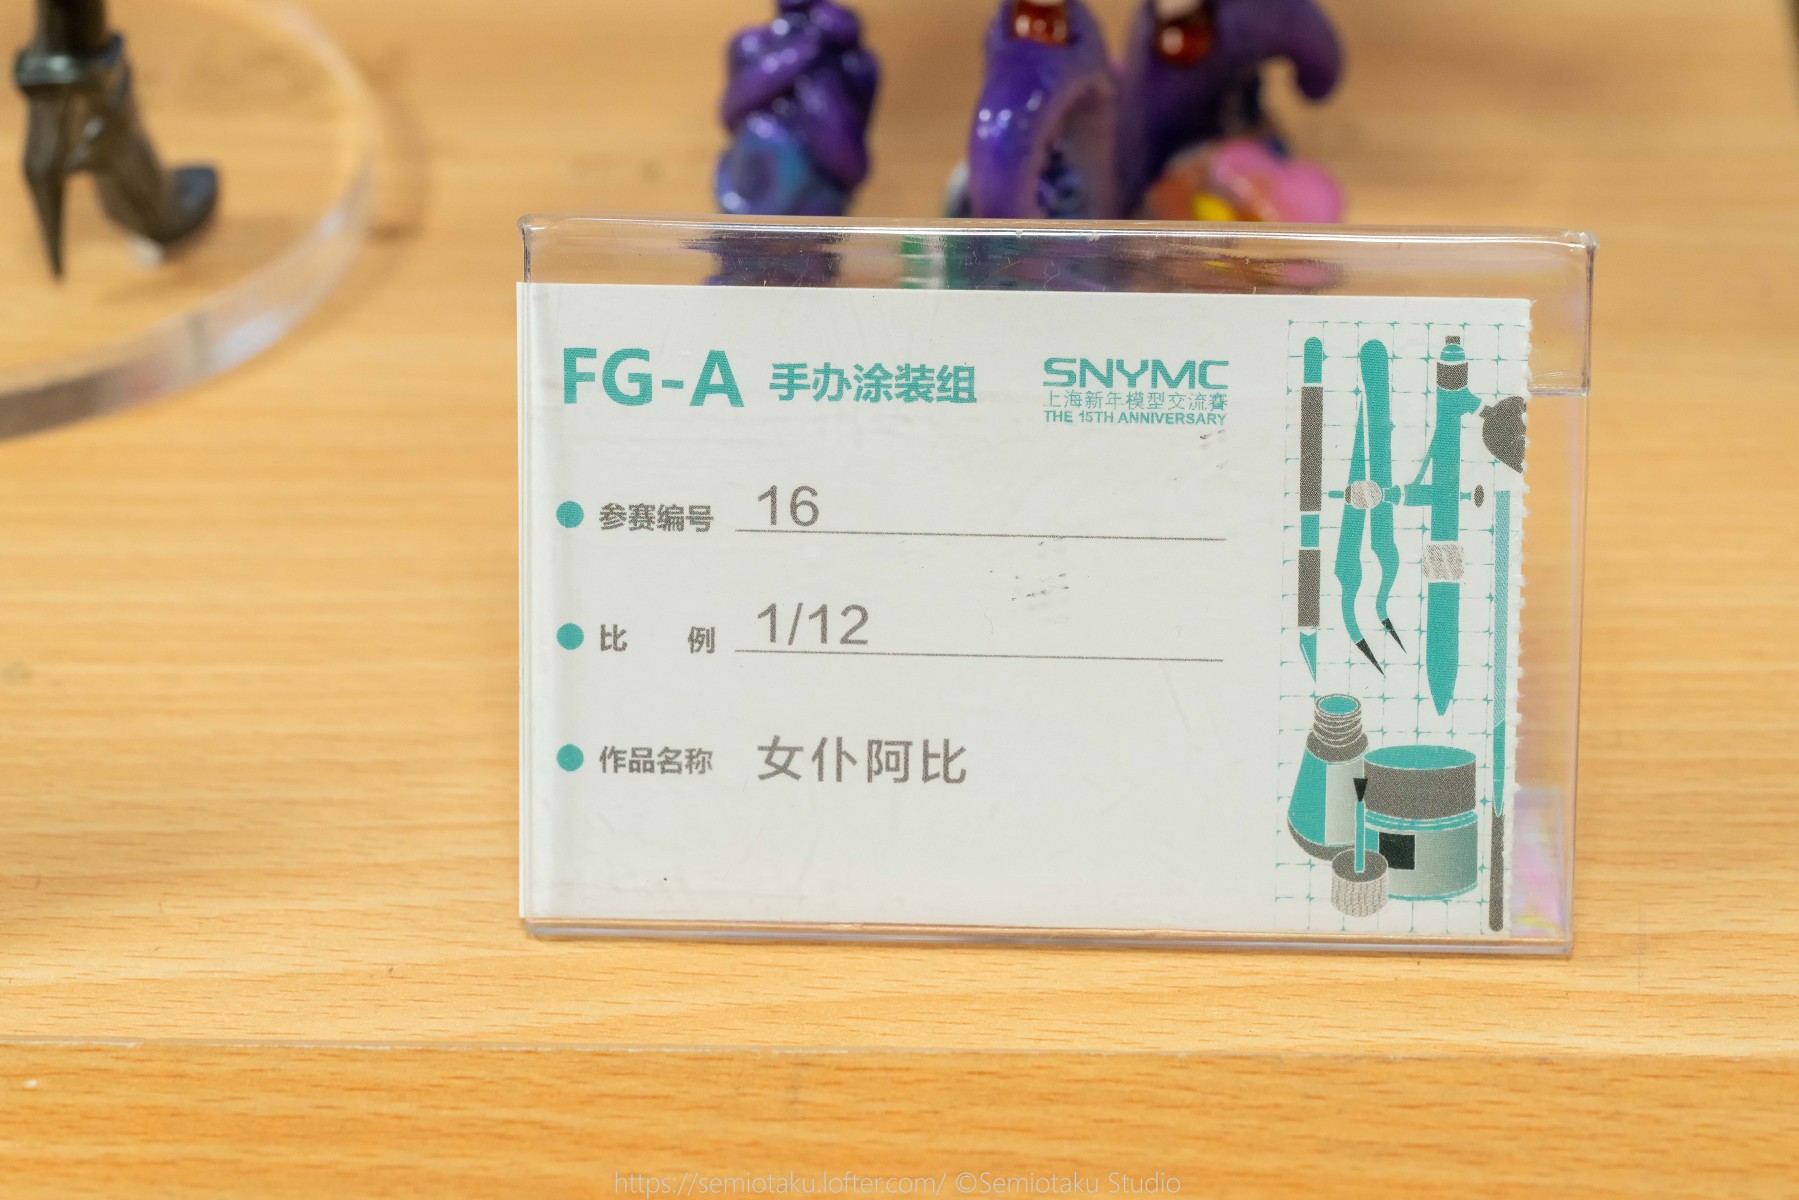 FG-A 手办涂装组
SNYMC
上海新年模型交流赛
THE 15TH ANNIVERSARY
参赛编号 16
比 例 1/12
作品名称 女仆阿比
https://semiotaku.lofter.com/ ©Semiotaku Studio